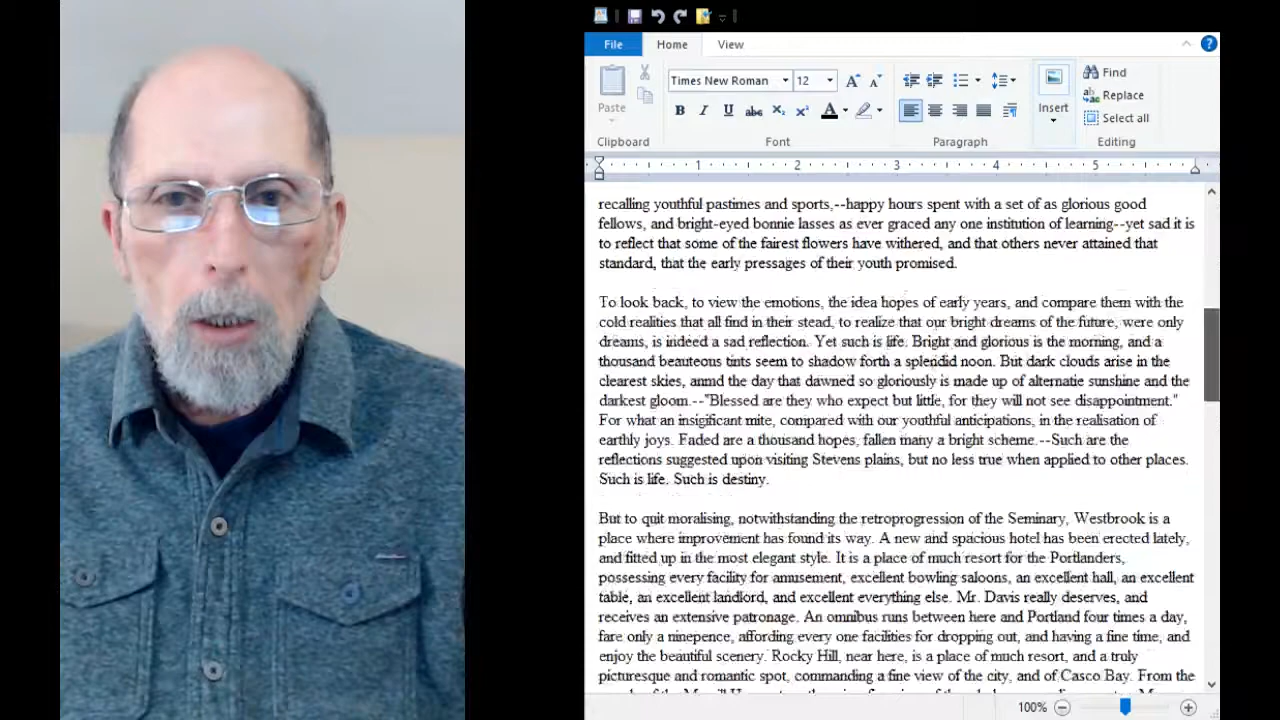 File Home View
Times New Roman 12 Find
Paste Insert Replace
B I U abc X₂ X² A Select all
Clipboard Font Paragraph Editing
1 2 3 4 5
recalling youthful pastimes and sports,--happy hours spent with a set of as glorious good
fellows, and bright-eyed bonnie lasses as ever graced any one institution of learning--yet sad it is
to reflect that some of the fairest flowers have withered, and that others never attained that
standard, that the early pressages of their youth promised.
To look back, to view the emotions, the idea hopes of early years, and compare them with the
cold realities that all find in their stead, to realize that our bright dreams of the future, were only
dreams, is indeed a sad reflection. Yet such is life. Bright and glorious is the morning, and a
thousand beauteous tints seem to shadow forth a splendid noon. But dark clouds arise in the
clearest skies, anmd the day that dawned so gloriously is made up of alternatie sunshine and the
darkest gloom.--"Blessed are they who expect but little, for they will not see disappointment."
For what an insigificant mite, compared with our youthful anticipations, in the realisation of
earthly joys. Faded are a thousand hopes, fallen many a bright scheme.--Such are the
reflections suggested upon visiting Stevens plains, but no less true when applied to other places.
Such is life. Such is destiny.
But to quit moralising, notwithstanding the retroprogression of the Seminary, Westbrook is a
place where improvement has found its way. A new and spacious hotel has been erected lately,
and fitted up in the most elegant style. It is a place of much resort for the Portlanders,
possessing every facility for amusement, excellent bowling saloons, an excellent hall, an excellent
table, an excellent landlord, and excellent everything else. Mr. Davis really deserves, and
receives an extensive patronage. An omnibus runs between here and Portland four times a day,
fare only a ninepence, affording every one facilities for dropping out, and having a fine time, and
enjoy the beautiful scenery. Rocky Hill, near here, is a place of much resort, and a truly
picturesque and romantic spot, commanding a fine view of the city, and of Casco Bay. From the
100%